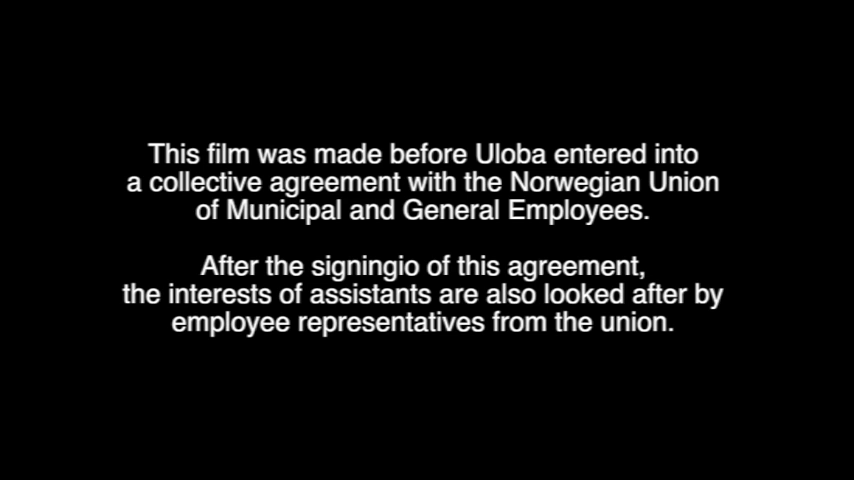 This film was made before Uloba entered into
a collective agreement with the Norwegian Union
of Municipal and General Employees.
After the signingio of this agreement,
the interests of assistants are also looked after by
employee representatives from the union.